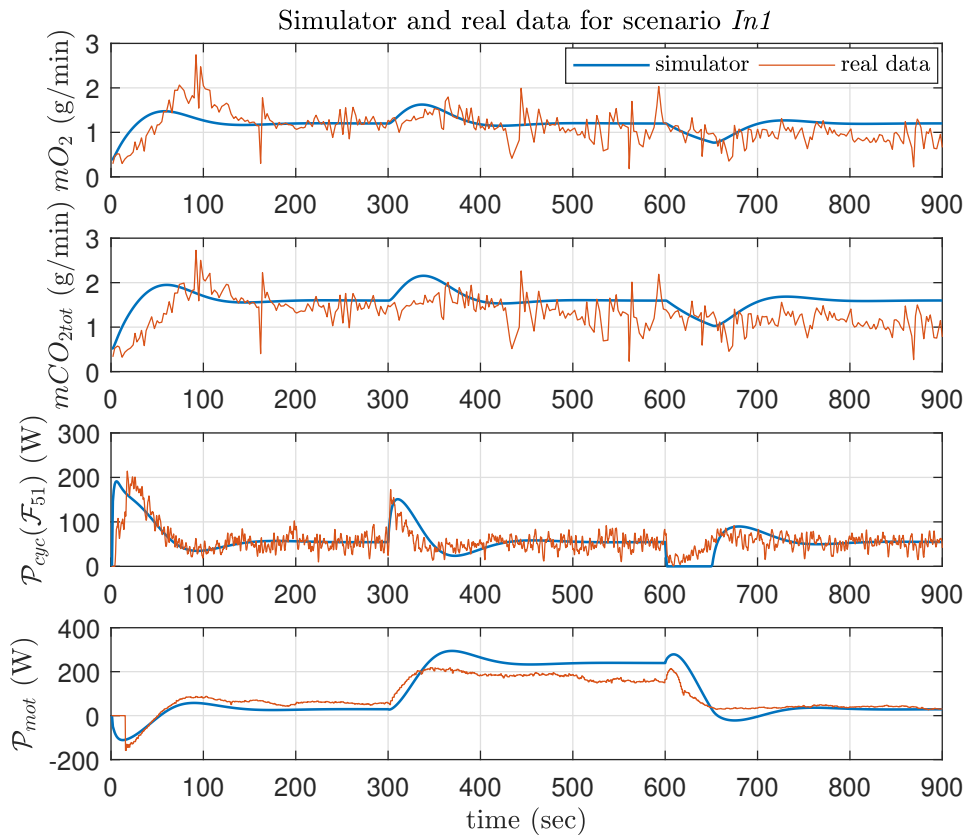 Simulator and real data for scenario In1
simulator real data
mO₂ (g/min)
3
2
1
0
0 100 200 300 400 500 600 700 800 900
mCO₂tot (g/min)
3
2
1
0
0 100 200 300 400 500 600 700 800 900
𝒫cyc(ℱ₅₁) (W)
300
200
100
0
0 100 200 300 400 500 600 700 800 900
𝒫mot (W)
400
200
0
-200
0 100 200 300 400 500 600 700 800 900
time (sec)